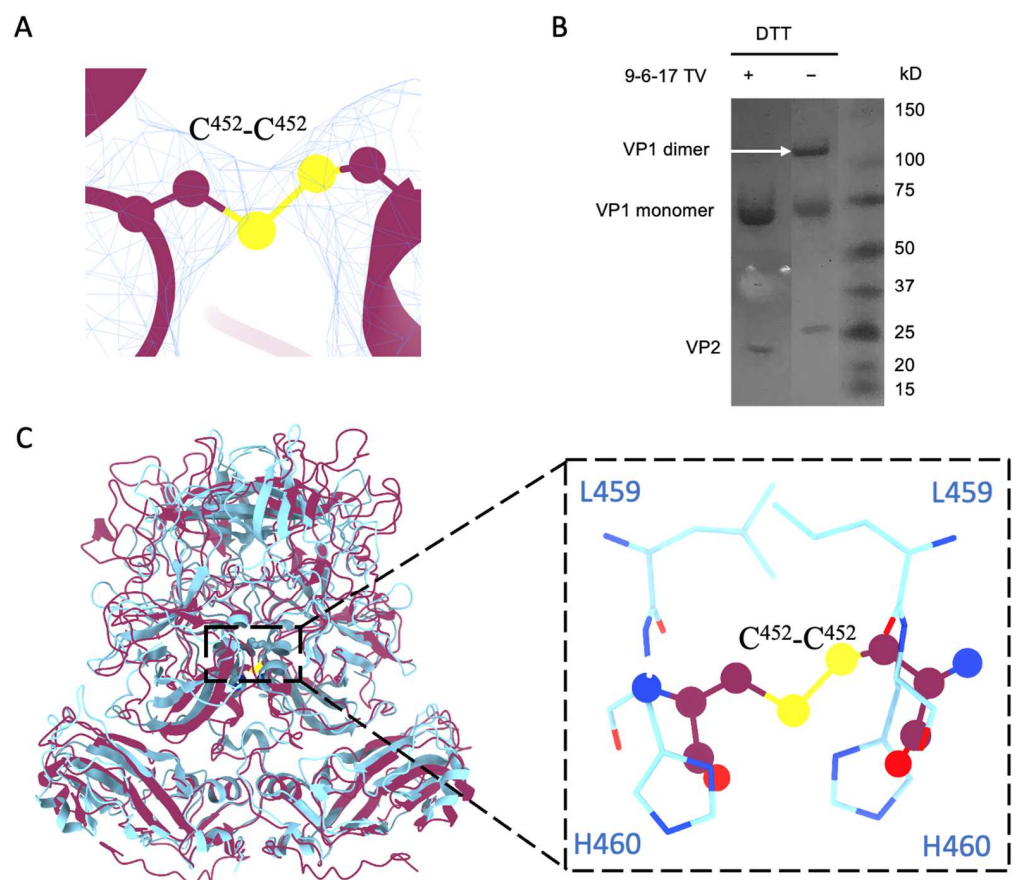 A
C⁴⁵²-C⁴⁵²
B
DTT
9-6-17 TV + – kD
150
VP1 dimer
100
75
VP1 monomer
50
37
25
VP2
20
15
C
L459 L459
C⁴⁵²-C⁴⁵²
H460 H460